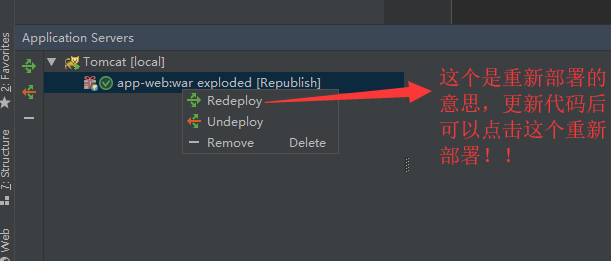 Application Servers
2: Favorites
Tomcat [local]
app-web:war exploded [Republish]
Redeploy
Undeploy
Remove Delete
7: Structure
Web
这个是重新部署的
意思，更新代码后
可以点击这个重新
部署！！